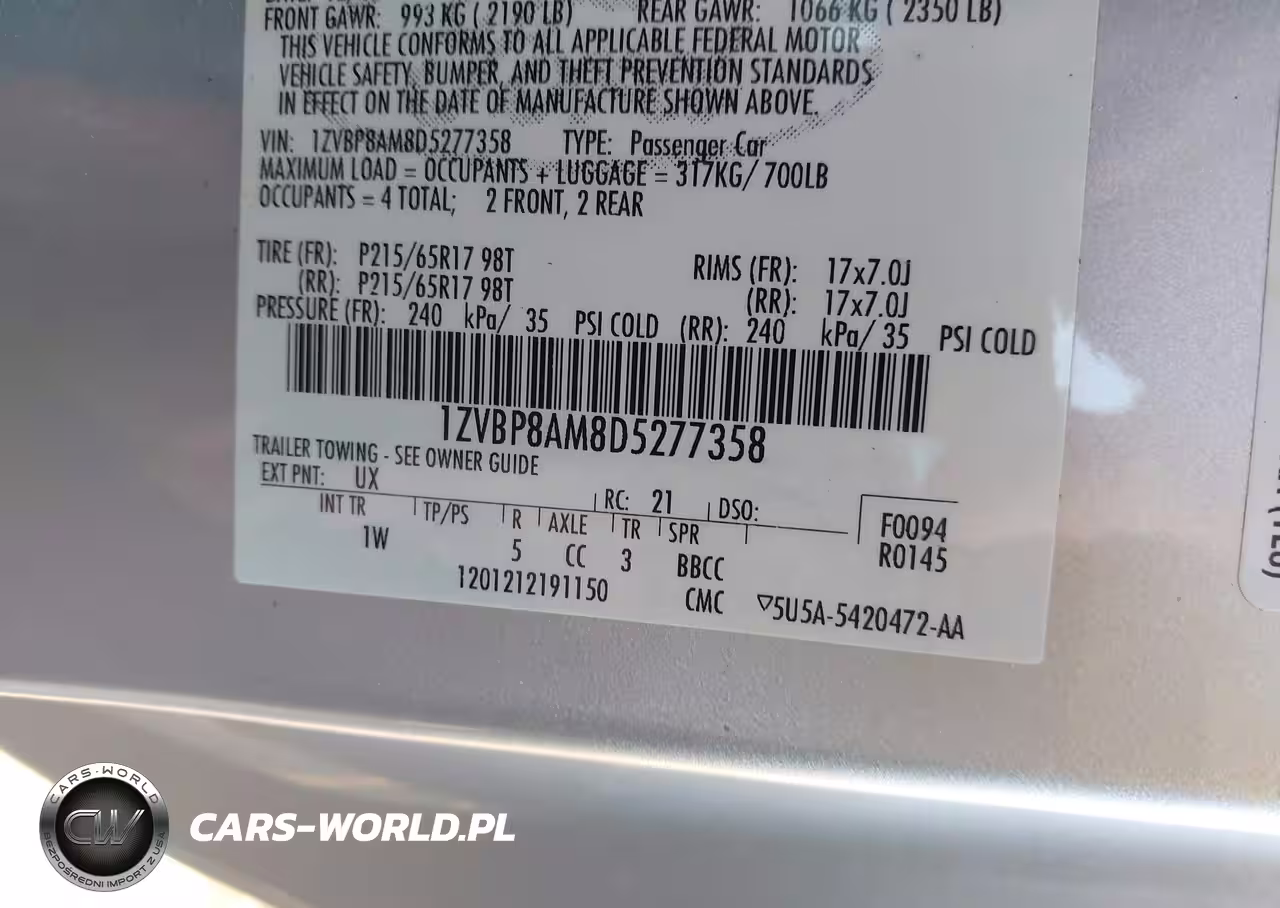 FRONT GAWR: 993 KG ( 2190 LB) REAR GAWR: 1066 KG ( 2350 LB)
THIS VEHICLE CONFORMS TO ALL APPLICABLE FEDERAL MOTOR
VEHICLE SAFETY, BUMPER, AND THEFT PREVENTION STANDARDS
IN EFFECT ON THE DATE OF MANUFACTURE SHOWN ABOVE.
VIN: 1ZVBP8AM8D5277358 TYPE: Passenger Car
MAXIMUM LOAD = OCCUPANTS + LUGGAGE = 317KG/ 700LB
OCCUPANTS = 4 TOTAL; 2 FRONT, 2 REAR
TIRE (FR): P215/65R17 98T RIMS (FR): 17x7.0J
(RR): P215/65R17 98T (RR): 17x7.0J
PRESSURE (FR): 240 kPa/ 35 PSI COLD (RR): 240 kPa/ 35 PSI COLD
1ZVBP8AM8D5277358
TRAILER TOWING - SEE OWNER GUIDE
EXT PNT: UX RC: 21 DSO:
INT TR TP/PS R AXLE TR SPR F0094
1W 5 CC 3 BBCC R0145
1201212191150 CMC ▽5U5A-5420472-AA
CARS-WORLD
CW
BEZPOŚREDNI IMPORT Z USA
CARS-WORLD.PL